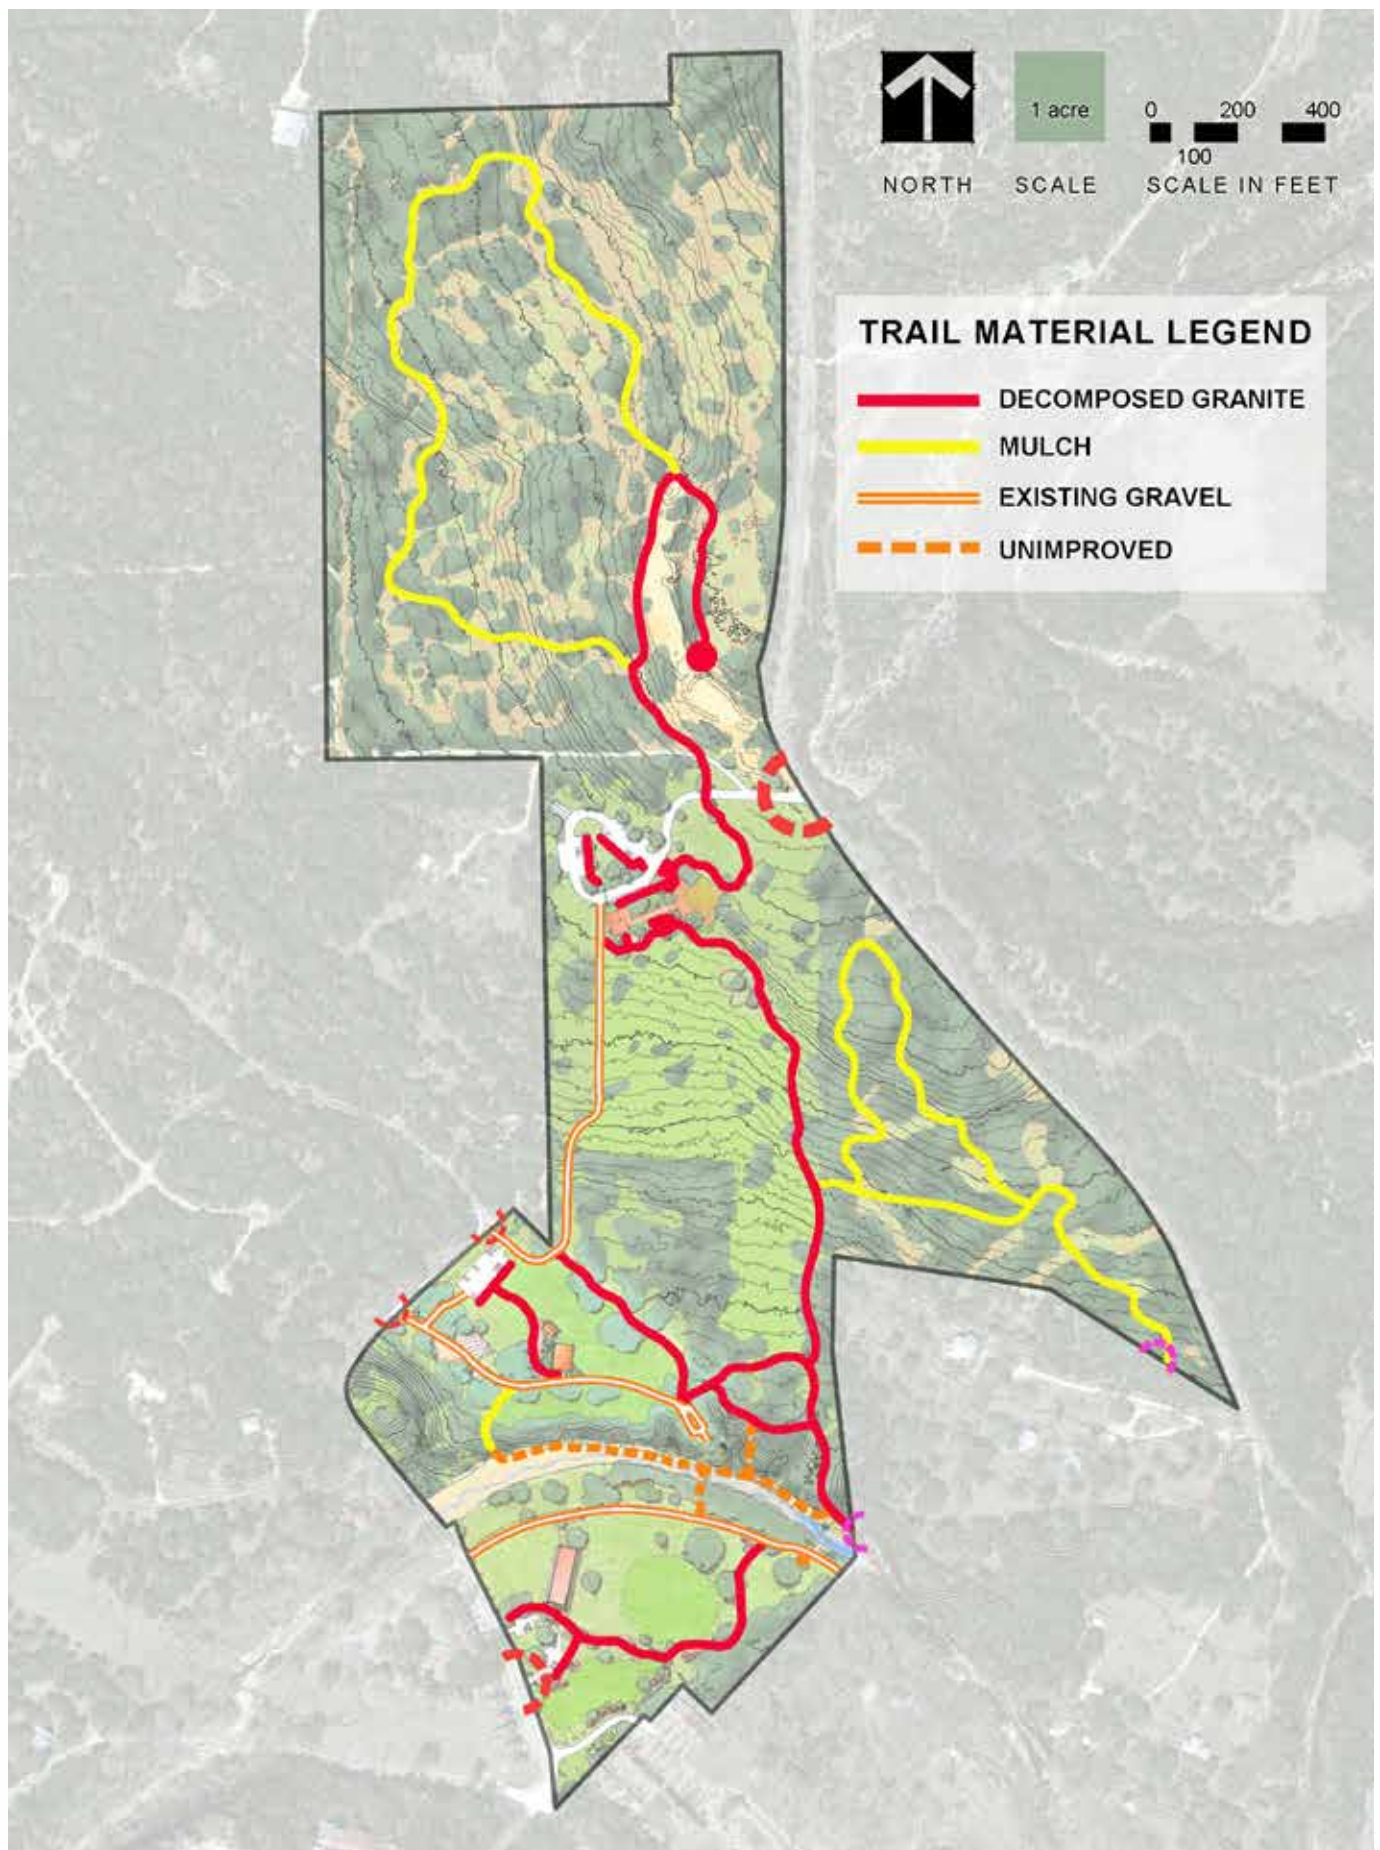 1 acre
0 200 400
100
NORTH SCALE SCALE IN FEET
TRAIL MATERIAL LEGEND
DECOMPOSED GRANITE
MULCH
EXISTING GRAVEL
UNIMPROVED